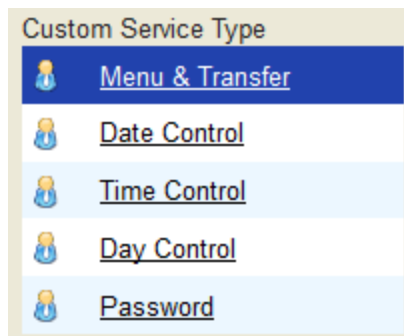 Custom Service Type
Menu & Transfer
Date Control
Time Control
Day Control
Password